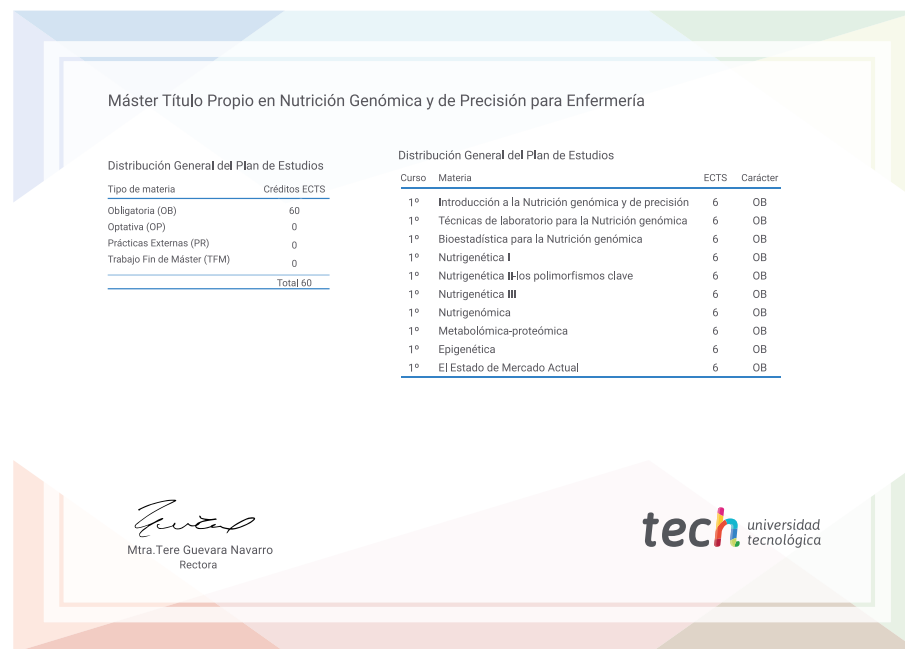 Máster Título Propio en Nutrición Genómica y de Precisión para Enfermería
Distribución General del Plan de Estudios
Tipo de materia Créditos ECTS
Obligatoria (OB) 60
Optativa (OP) 0
Prácticas Externas (PR) 0
Trabajo Fin de Máster (TFM) 0
Total 60
Distribución General del Plan de Estudios
Curso Materia ECTS Carácter
1º Introducción a la Nutrición genómica y de precisión 6 OB
1º Técnicas de laboratorio para la Nutrición genómica 6 OB
1º Bioestadística para la Nutrición genómica 6 OB
1º Nutrigenética I 6 OB
1º Nutrigenética II-los polimorfismos clave 6 OB
1º Nutrigenética III 6 OB
1º Nutrigenómica 6 OB
1º Metabolómica-proteómica 6 OB
1º Epigenética 6 OB
1º El Estado de Mercado Actual 6 OB
Mtra.Tere Guevara Navarro
Rectora
tech universidad
tecnológica